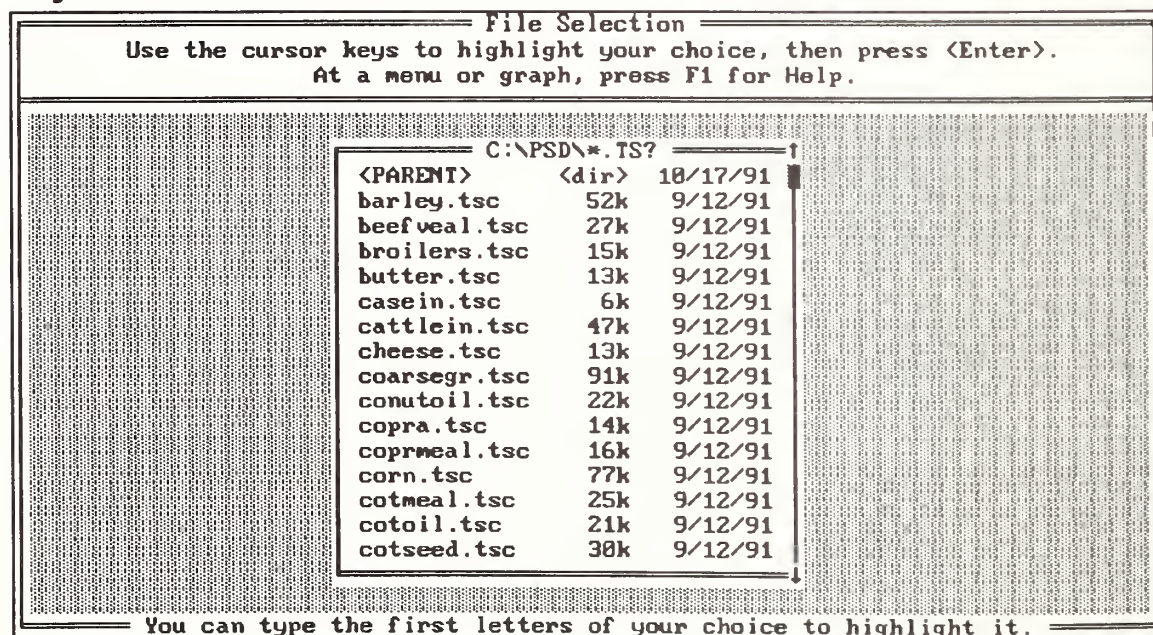 File Selection
Use the cursor keys to highlight your choice, then press <Enter>.
At a menu or graph, press F1 for Help.
C:\PSD\*.TS?
<PARENT> <dir> 10/17/91
barley.tsc 52k 9/12/91
beefveal.tsc 27k 9/12/91
broilers.tsc 15k 9/12/91
butter.tsc 13k 9/12/91
casein.tsc 6k 9/12/91
cattlein.tsc 47k 9/12/91
cheese.tsc 13k 9/12/91
coarsegr.tsc 91k 9/12/91
conutoil.tsc 22k 9/12/91
copra.tsc 14k 9/12/91
coprmeal.tsc 16k 9/12/91
corn.tsc 77k 9/12/91
cotmeal.tsc 25k 9/12/91
cotoil.tsc 21k 9/12/91
cotseed.tsc 30k 9/12/91
You can type the first letters of your choice to highlight it.